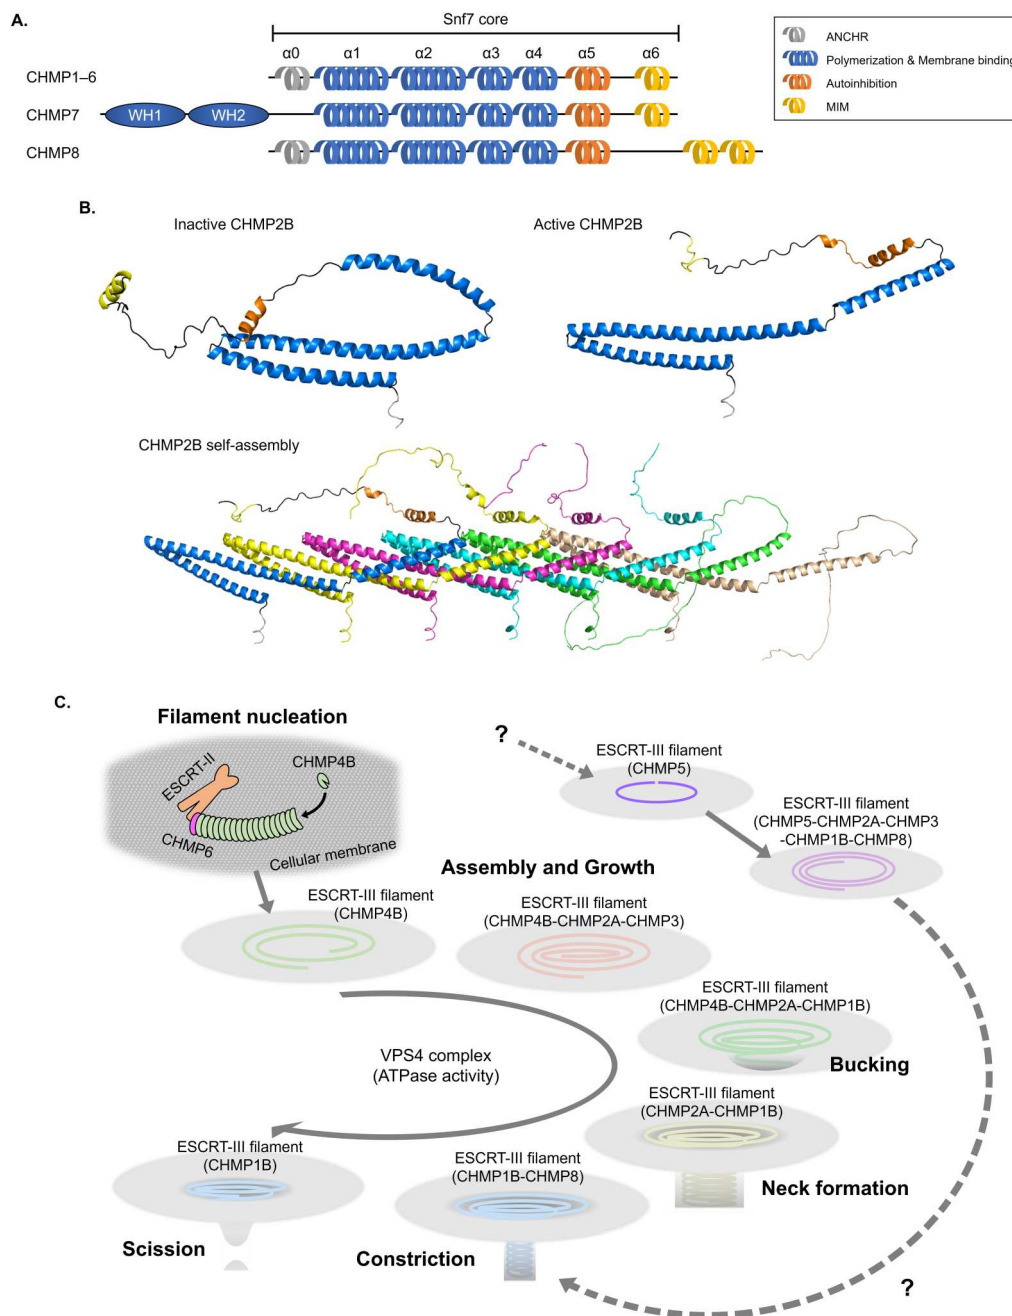 A.
Snf7 core
α0 α1 α2 α3 α4 α5 α6
CHMP1–6
CHMP7
WH1 WH2
CHMP8
ANCHR
Polymerization & Membrane binding
Autoinhibition
MIM
B.
Inactive CHMP2B
Active CHMP2B
CHMP2B self-assembly
C.
Filament nucleation
ESCRT-II
CHMP4B
CHMP6
Cellular membrane
?
ESCRT-III filament
(CHMP5)
ESCRT-III filament
(CHMP5-CHMP2A-CHMP3
-CHMP1B-CHMP8)
Assembly and Growth
ESCRT-III filament
(CHMP4B)
ESCRT-III filament
(CHMP4B-CHMP2A-CHMP3)
ESCRT-III filament
(CHMP4B-CHMP2A-CHMP1B)
Bucking
VPS4 complex
(ATPase activity)
ESCRT-III filament
(CHMP2A-CHMP1B)
Neck formation
ESCRT-III filament
(CHMP1B)
Scission
ESCRT-III filament
(CHMP1B-CHMP8)
Constriction
?